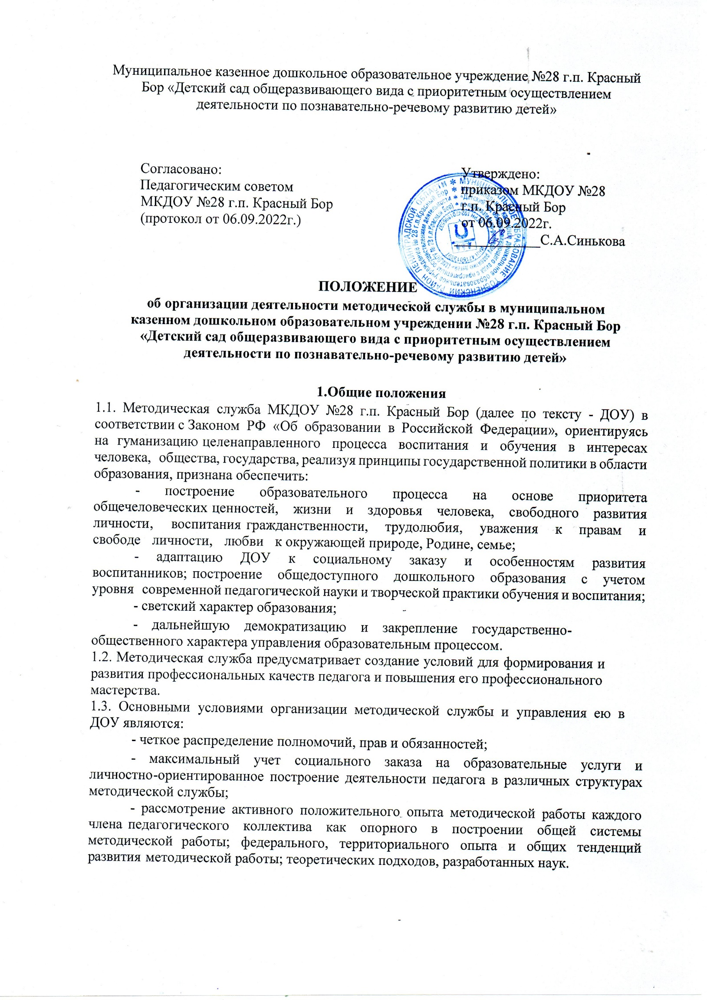 Муниципальное казенное дошкольное образовательное учреждение №28 г.п. Красный
Бор «Детский сад общеразвивающего вида с приоритетным осуществлением
деятельности по познавательно-речевому развитию детей»
Согласовано:
Педагогическим советом
МКДОУ №28 г.п. Красный Бор
(протокол от 06.09.2022г.)
Утверждено:
приказом МКДОУ №28
г.п. Красный Бор
от 06.09.2022г.
____________С.А.Синькова
МУНИЦИПАЛЬНОЕ ОБРАЗОВАНИЕ ТОСНЕНСКИЙ РАЙОН ЛЕНИНГРАДСКОЙ ОБЛАСТИ
ПОЛОЖЕНИЕ
об организации деятельности методической службы в муниципальном
казенном дошкольном образовательном учреждении №28 г.п. Красный Бор
«Детский сад общеразвивающего вида с приоритетным осуществлением
деятельности по познавательно-речевому развитию детей»
1.Общие положения
1.1. Методическая служба МКДОУ №28 г.п. Красный Бор (далее по тексту - ДОУ) в
соответствии с Законом РФ «Об образовании в Российской Федерации», ориентируясь
на гуманизацию целенаправленного процесса воспитания и обучения в интересах
человека, общества, государства, реализуя принципы государственной политики в области
образования, признана обеспечить:
- построение образовательного процесса на основе приоритета
общечеловеческих ценностей, жизни и здоровья человека, свободного развития
личности, воспитания гражданственности, трудолюбия, уважения к правам и
свободе личности, любви к окружающей природе, Родине, семье;
- адаптацию ДОУ к социальному заказу и особенностям развития
воспитанников; построение общедоступного дошкольного образования с учетом
уровня современной педагогической науки и творческой практики обучения и воспитания;
- светский характер образования;
- дальнейшую демократизацию и закрепление государственно-
общественного характера управления образовательным процессом.
1.2. Методическая служба предусматривает создание условий для формирования и
развития профессиональных качеств педагога и повышения его профессионального
мастерства.
1.3. Основными условиями организации методической службы и управления ею в
ДОУ являются:
- четкое распределение полномочий, прав и обязанностей;
- максимальный учет социального заказа на образовательные услуги и
личностно-ориентированное построение деятельности педагога в различных структурах
методической службы;
- рассмотрение активного положительного опыта методической работы каждого
члена педагогического коллектива как опорного в построении общей системы
методической работы; федерального, территориального опыта и общих тенденций
развития методической работы; теоретических подходов, разработанных наук.